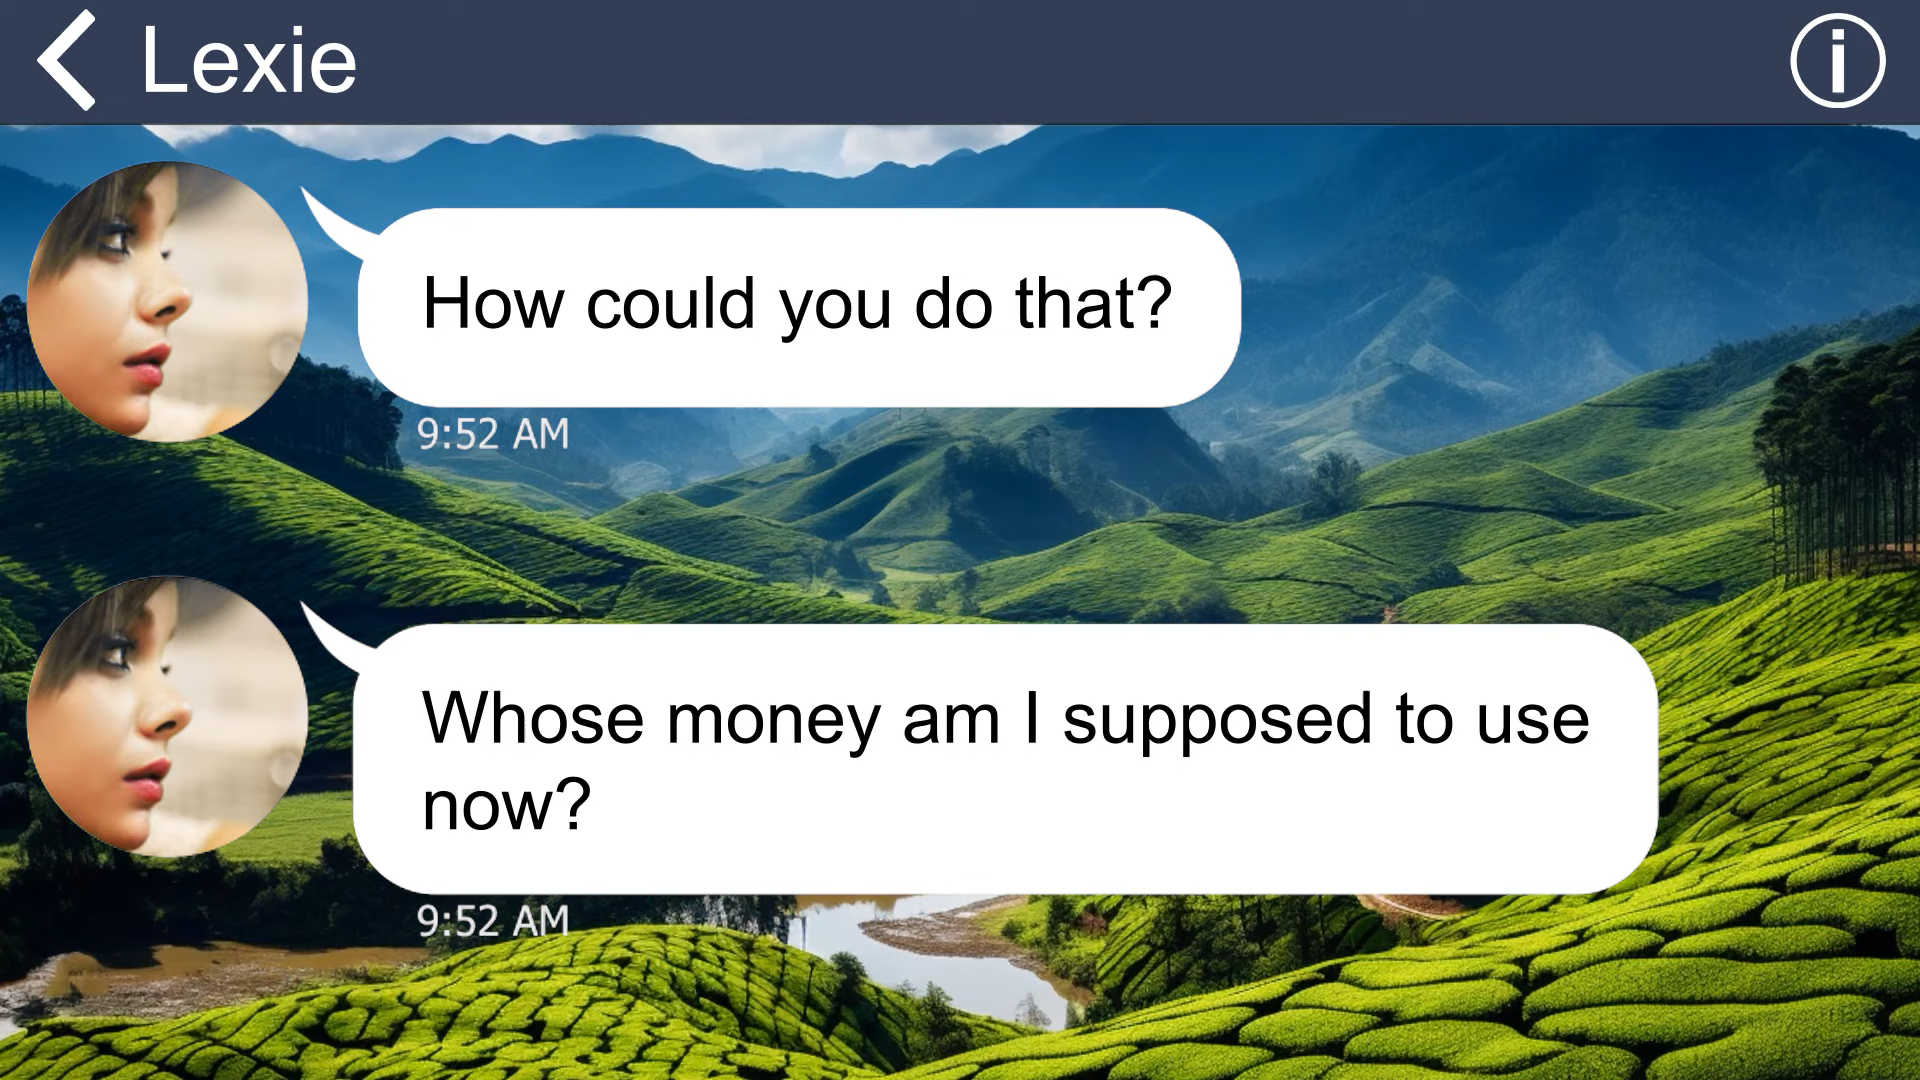 Lexie
How could you do that?
9:52 AM
Whose money am I supposed to use
now?
9:52 AM